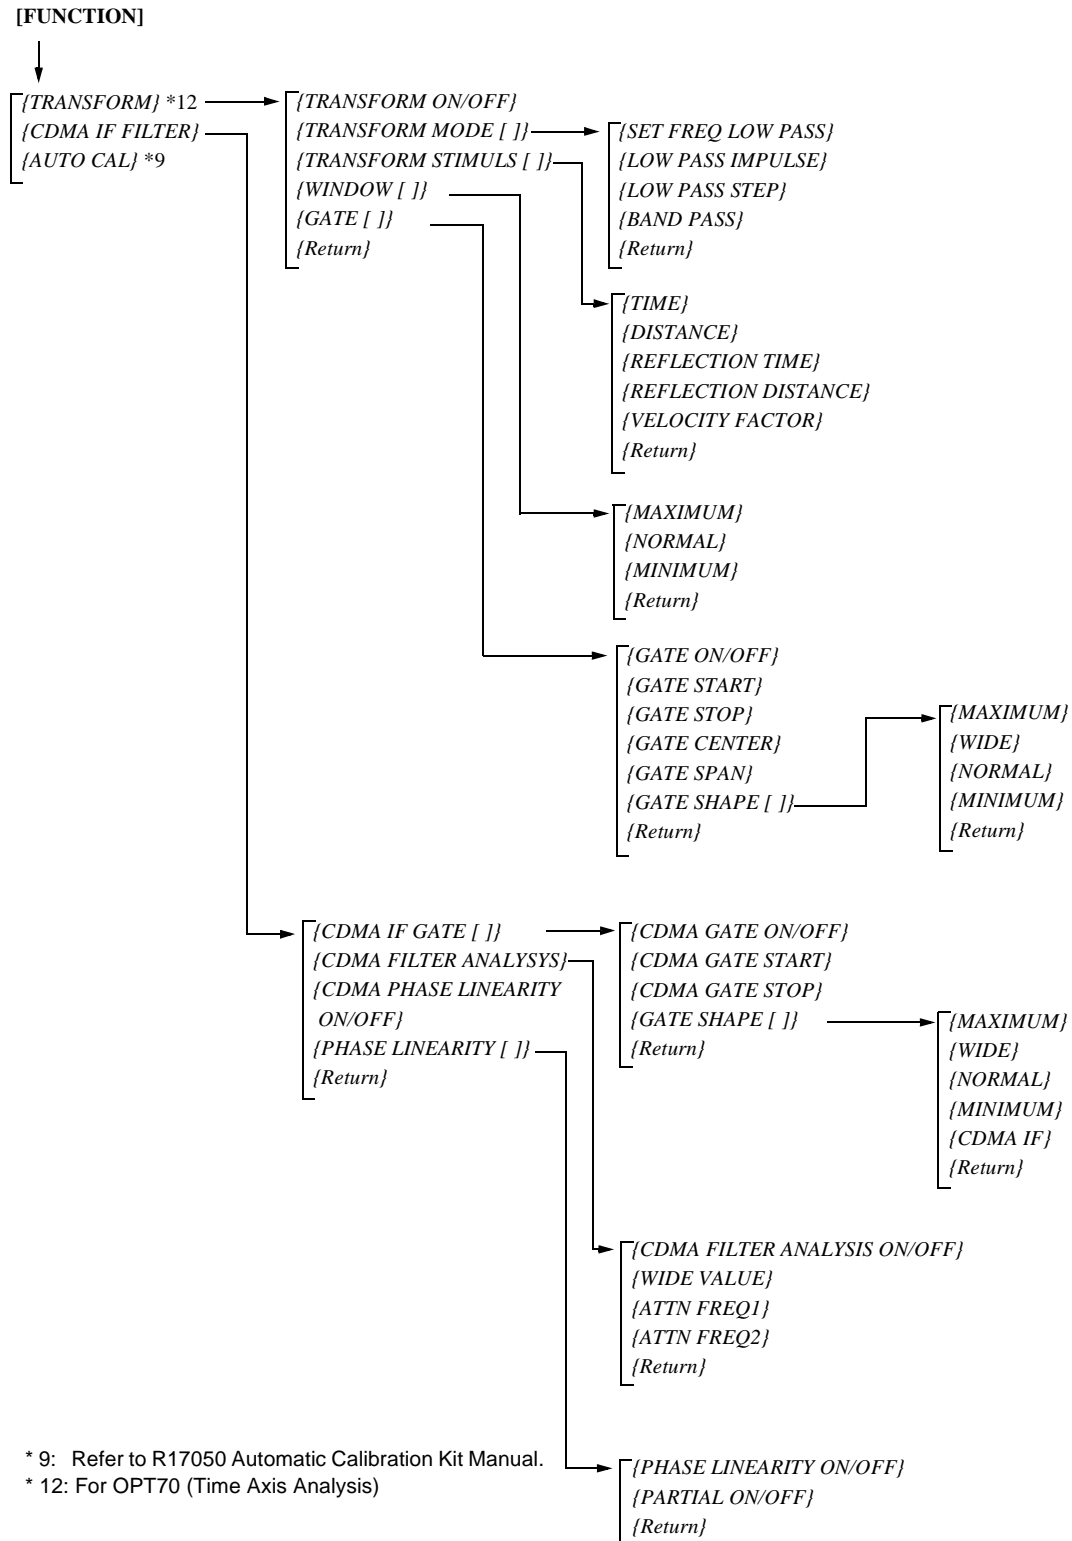 [FUNCTION]
{TRANSFORM} *12
{CDMA IF FILTER}
{AUTO CAL} *9
{TRANSFORM ON/OFF}
{TRANSFORM MODE [ ]}
{TRANSFORM STIMULS [ ]}
{WINDOW [ ]}
{GATE [ ]}
{Return}
{SET FREQ LOW PASS}
{LOW PASS IMPULSE}
{LOW PASS STEP}
{BAND PASS}
{Return}
{TIME}
{DISTANCE}
{REFLECTION TIME}
{REFLECTION DISTANCE}
{VELOCITY FACTOR}
{Return}
{MAXIMUM}
{NORMAL}
{MINIMUM}
{Return}
{GATE ON/OFF}
{GATE START}
{GATE STOP}
{GATE CENTER}
{GATE SPAN}
{GATE SHAPE [ ]}
{Return}
{MAXIMUM}
{WIDE}
{NORMAL}
{MINIMUM}
{Return}
{CDMA IF GATE [ ]}
{CDMA FILTER ANALYSYS}
{CDMA PHASE LINEARITY
ON/OFF}
{PHASE LINEARITY [ ]}
{Return}
{CDMA GATE ON/OFF}
{CDMA GATE START}
{CDMA GATE STOP}
{GATE SHAPE [ ]}
{Return}
{MAXIMUM}
{WIDE}
{NORMAL}
{MINIMUM}
{CDMA IF}
{Return}
{CDMA FILTER ANALYSIS ON/OFF}
{WIDE VALUE}
{ATTN FREQ1}
{ATTN FREQ2}
{Return}
{PHASE LINEARITY ON/OFF}
{PARTIAL ON/OFF}
{Return}
* 9: Refer to R17050 Automatic Calibration Kit Manual.
* 12: For OPT70 (Time Axis Analysis)